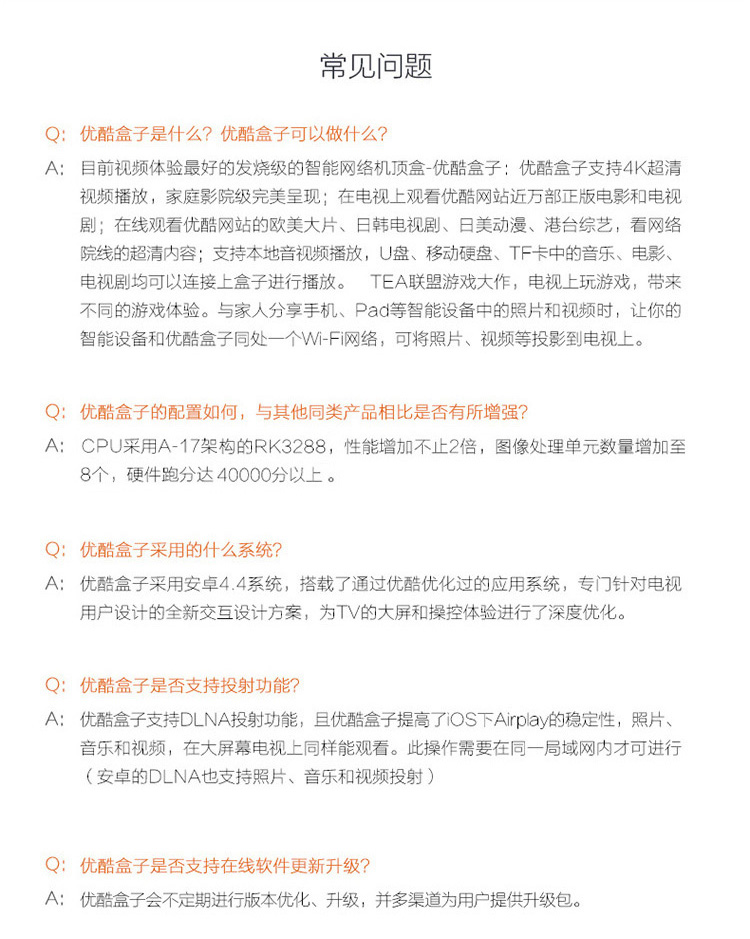 常见问题
Q: 优酷盒子是什么？优酷盒子可以做什么？
A: 目前视频体验最好的发烧级的智能网络机顶盒-优酷盒子：优酷盒子支持4K超清
视频播放，家庭影院级完美呈现；在电视上观看优酷网站近万部正版电影和电视
剧；在线观看优酷网站的欧美大片、日韩电视剧、日美动漫、港台综艺，看网络
院线的超清内容；支持本地音视频播放，U盘、移动硬盘、TF卡中的音乐、电影、
电视剧均可以连接上盒子进行播放。 TEA联盟游戏大作，电视上玩游戏，带来
不同的游戏体验。与家人分享手机、Pad等智能设备中的照片和视频时，让你的
智能设备和优酷盒子同处一个Wi-Fi网络，可将照片、视频等投影到电视上。
Q: 优酷盒子的配置如何，与其他同类产品相比是否有所增强？
A: CPU采用A-17架构的RK3288，性能增加不止2倍，图像处理单元数量增加至
8个，硬件跑分达 40000分以上 。
Q: 优酷盒子采用的什么系统？
A: 优酷盒子采用安卓4.4系统，搭载了通过优酷优化过的应用系统，专门针对电视
用户设计的全新交互设计方案，为TV的大屏和操控体验进行了深度优化。
Q: 优酷盒子是否支持投射功能？
A: 优酷盒子支持DLNA投射功能，且优酷盒子提高了iOS下Airplay的稳定性，照片、
音乐和视频，在大屏幕电视上同样能观看。此操作需要在同一局域网内才可进行
（安卓的DLNA也支持照片、音乐和视频投射）
Q: 优酷盒子是否支持在线软件更新升级？
A: 优酷盒子会不定期进行版本优化、升级，并多渠道为用户提供升级包。